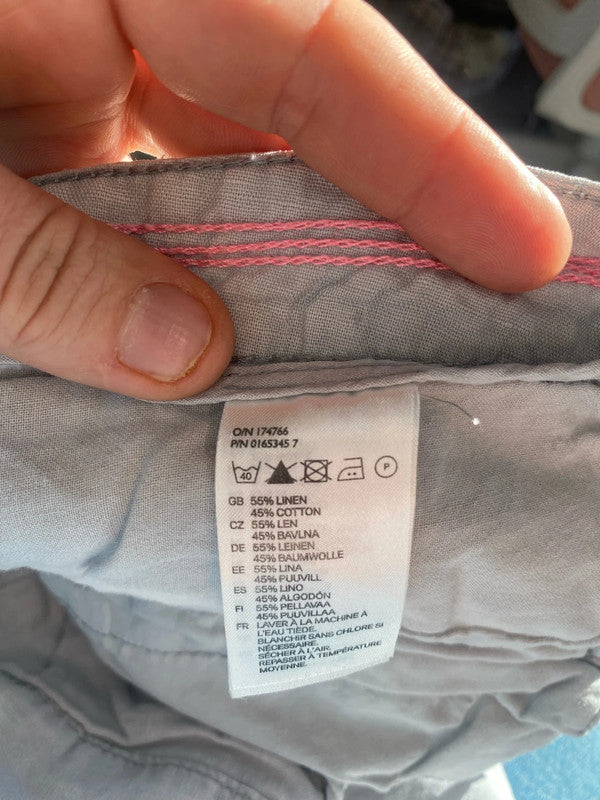 O/N 174766
P/N 0165345 7
40 P
GB 55% LINEN
45% COTTON
CZ 55% LEN
45% BAVLNA
DE 55% LEINEN
45% BAUMWOLLE
EE 55% LINA
45% PUUVILL
ES 55% LINO
45% ALGODÓN
FI 55% PELLAVAA
45% PUUVILLAA
FR LAVER À LA MACHINE À
L'EAU TIÈDE.
BLANCHIR SANS CHLORE SI
NÉCESSAIRE.
SÉCHER À L'AIR.
REPASSER À TEMPÉRATURE
MOYENNE.